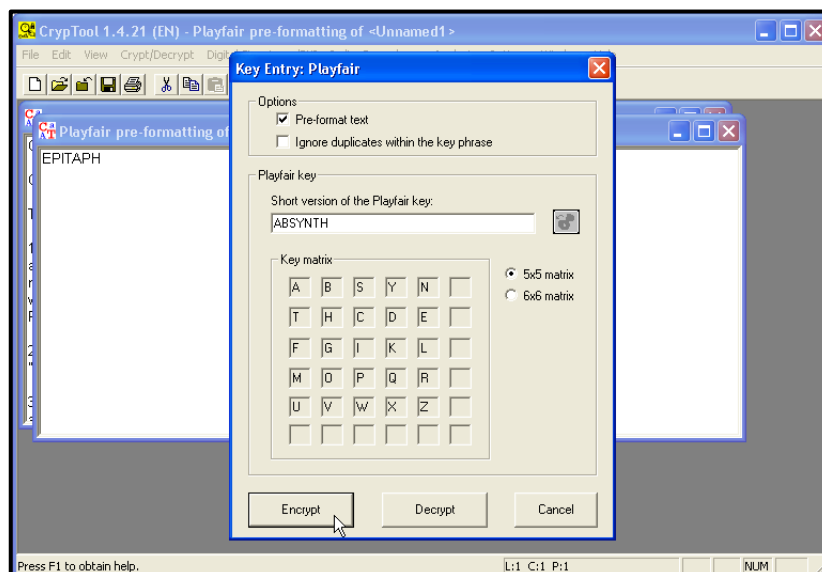 CrypTool 1.4.21 (EN) - Playfair pre-formatting of <Unnamed1>
File Edit View Crypt/Decrypt
Key Entry: Playfair
Playfair pre-formatting of
EPITAPH
Options
Pre-format text
Ignore duplicates within the key phrase
Playfair key
Short version of the Playfair key:
ABSYNTH
Key matrix
A B S Y N
T H C D E
F G I K L
M O P Q R
U V W X Z
5x5 matrix
6x6 matrix
Encrypt Decrypt Cancel
Press F1 to obtain help. L:1 C:1 P:1 NUM